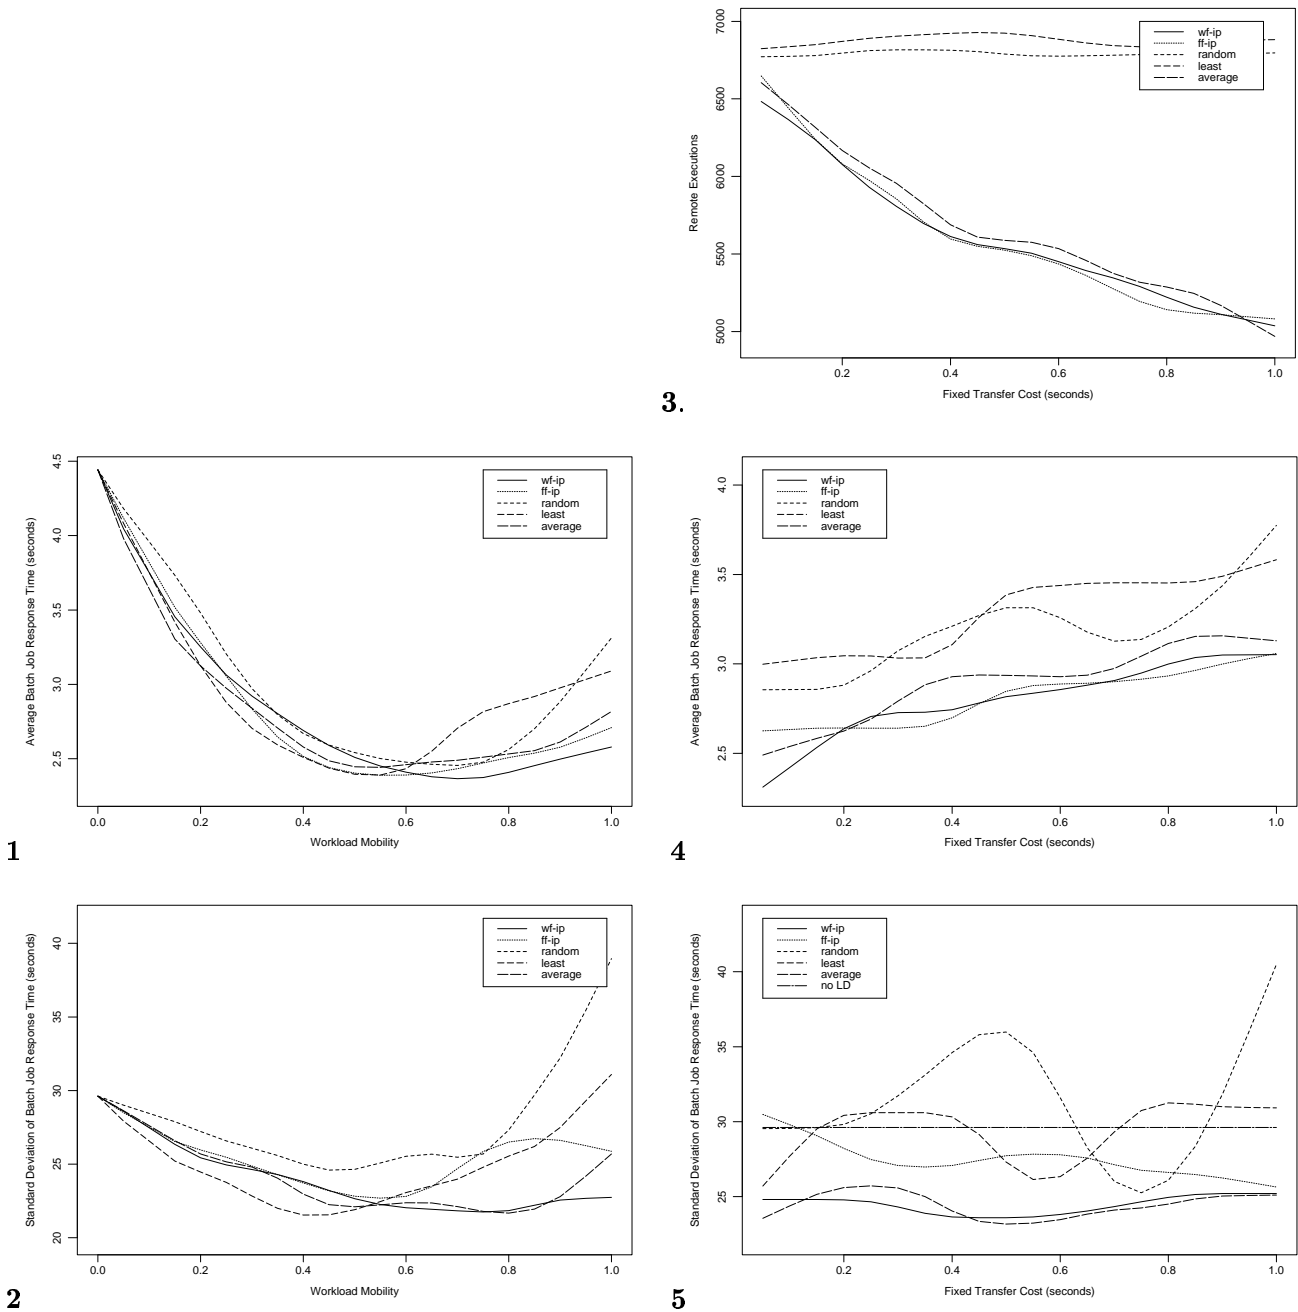 7000
6500
6000
5500
5000
Remote Executions
wf-ip
ff-ip
random
least
average
0.2 0.4 0.6 0.8 1.0
Fixed Transfer Cost (seconds)
3.
4.5
4.0
3.5
3.0
2.5
Average Batch Job Response Time (seconds)
wf-ip
ff-ip
random
least
average
0.0 0.2 0.4 0.6 0.8 1.0
Workload Mobility
1
4.0
3.5
3.0
2.5
Average Batch Job Response Time (seconds)
wf-ip
ff-ip
random
least
average
0.2 0.4 0.6 0.8 1.0
Fixed Transfer Cost (seconds)
4
40
35
30
25
20
Standard Deviation of Batch Job Response Time (seconds)
wf-ip
ff-ip
random
least
average
0.0 0.2 0.4 0.6 0.8 1.0
Workload Mobility
2
40
35
30
25
Standard Deviation of Batch Job Response Time (seconds)
wf-ip
ff-ip
random
least
average
no LD
0.2 0.4 0.6 0.8 1.0
Fixed Transfer Cost (seconds)
5